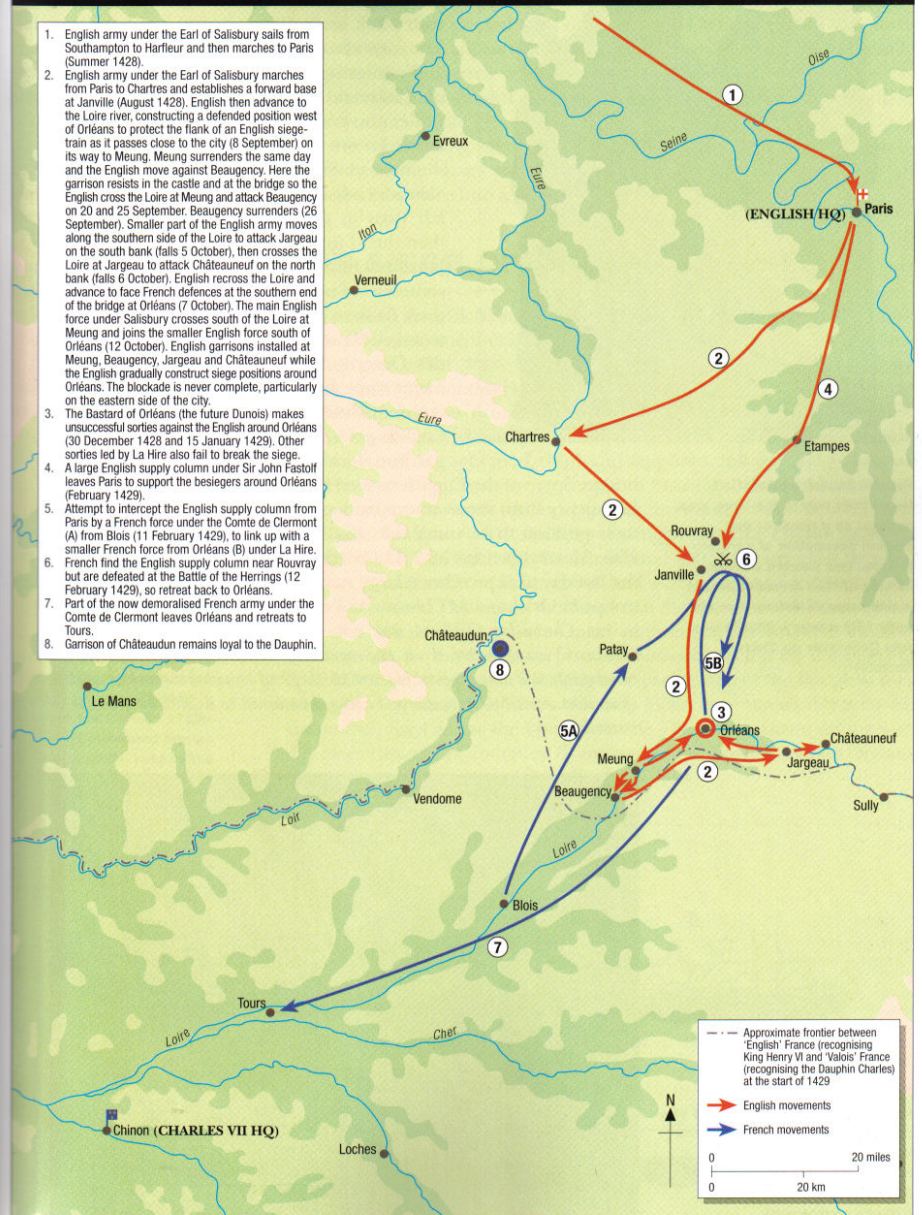 1. English army under the Earl of Salisbury sails from
Southampton to Harfleur and then marches to Paris
(Summer 1428).
2. English army under the Earl of Salisbury marches
from Paris to Chartres and establishes a forward base
at Janville (August 1428). English then advance to
the Loire river, constructing a defended position west
of Orléans to protect the flank of an English siege-
train as it passes close to the city (8 September) on
its way to Meung. Meung surrenders the same day
and the English move against Beaugency. Here the
garrison resists in the castle and at the bridge so the
English cross the Loire at Meung and attack Beaugency
on 20 and 25 September. Beaugency surrenders (26
September). Smaller part of the English army moves
along the southern side of the Loire to attack Jargeau
on the south bank (falls 5 October), then crosses the
Loire at Jargeau to attack Châteauneuf on the north
bank (falls 6 October). English recross the Loire and
advance to face French defences at the southern end
of the bridge at Orléans (7 October). The main English
force under Salisbury crosses south of the Loire at
Meung and joins the smaller English force south of
Orléans (12 October). English garrisons installed at
Meung, Beaugency, Jargeau and Châteauneuf while
the English gradually construct siege positions around
Orléans. The blockade is never complete, particularly
on the eastern side of the city.
3. The Bastard of Orléans (the future Dunois) makes
unsuccessful sorties against the English around Orléans
(30 December 1428 and 15 January 1429). Other
sorties led by La Hire also fail to break the siege.
4. A large English supply column under Sir John Fastolf
leaves Paris to support the besiegers around Orléans
(February 1429).
5. Attempt to intercept the English supply column from
Paris by a French force under the Comte de Clermont
(A) from Blois (11 February 1429), to link up with a
smaller French force from Orléans (B) under La Hire.
6. French find the English supply column near Rouvray
but are defeated at the Battle of the Herrings (12
February 1429), so retreat back to Orléans.
7. Part of the now demoralised French army under the
Comte de Clermont leaves Orléans and retreats to
Tours.
8. Garrison of Châteaudun remains loyal to the Dauphin.
Oise
1
Seine
Evreux
Eure
(ENGLISH HQ) Paris
Iton
Verneuil
2
4
Eure
Chartres
Etampes
2
Rouvray
6
Janville
Châteaudun
8
Patay
5B
2
Le Mans
5A
3
Orléans
Châteauneuf
Meung
Jargeau
2
Beaugency
Vendome
Sully
Loir
Loire
Blois
7
Tours
Loire
Cher
Chinon (CHARLES VII HQ)
Loches
N
Approximate frontier between
‘English’ France (recognising
King Henry VI and ‘Valois’ France
(recognising the Dauphin Charles)
at the start of 1429
English movements
French movements
0 20 miles
0 20 km